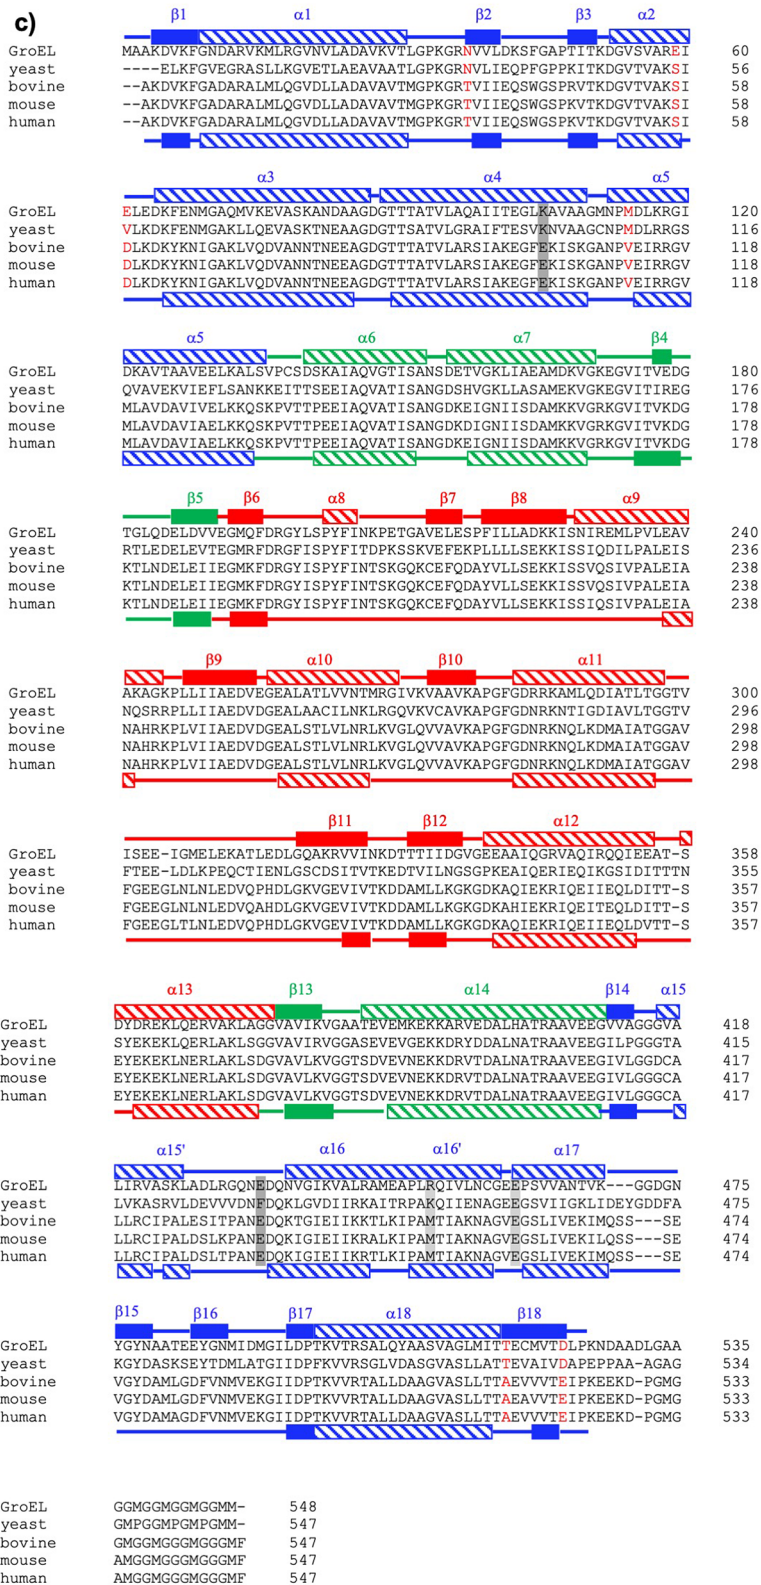 c)
β1 α1 β2 β3 α2
GroEL MAAKDVKFGNDARVKMLRGVNVLADAVKVTLGPKGRNVVLDKSFGAPTITKDGVSVAREI 60
yeast ----ELKFGVEGRASLLKGVETLAEAVAATLGPKGRNVLIEQPFGPPKITKDGVTVAKSI 56
bovine --AKDVKFGADARALMLQGVDLLADAVAVTMGPKGRTVIIEQSWGSPKVTKDGVTVAKSI 58
mouse --AKDVKFGADARALMLQGVDLLADAVAVTMGPKGRTVIIEQSWGSPKVTKDGVTVAKSI 58
human --AKDVKFGADARALMLQGVDLLADAVAVTMGPKGRTVIIEQSWGSPKVTKDGVTVAKSI 58
α3 α4 α5
GroEL ELEDKFENMGAQMVKEVASKANDAAGDGTTTATVLAQAIITEGLKAVAAGMNPMDLKRGI 120
yeast VLKDKFENMGAKLLQEVASKTNEAAGDGTTSATVLGRAIFTESVKNVAAGCNPMDLRRGS 116
bovine DLKDKYKNIGAKLVQDVANNTNEEAGDGTTTATVLARSIAKEGFEKISKGANPVEIRRGV 118
mouse DLKDKYKNIGAKLVQDVANNTNEEAGDGTTTATVLARSIAKEGFEKISKGANPVEIRRGV 118
human DLKDKYKNIGAKLVQDVANNTNEEAGDGTTTATVLARSIAKEGFEKISKGANPVEIRRGV 118
α5 α6 α7 β4
GroEL DKAVTAAVEELKALSVPCSDSKAIAQVGTISANSDETVGKLIAEAMDKVGKEGVITVEDG 180
yeast QVAVEKVIEFLSANKKEITTSEEIAQVATISANGDSHVGKLLASAMEKVGKEGVITIREG 176
bovine MLAVDAVIVELKKQSKPVTTPEEIAQVATISANGDKEIGNIISDAMKKVGRKGVITVKDG 178
mouse MLAVDAVIAELKKQSKPVTTPEEIAQVATISANGDKDIGNIISDAMKKVGRKGVITVKDG 178
human MLAVDAVIAELKKQSKPVTTPEEIAQVATISANGDKEIGNIISDAMKKVGRKGVITVKDG 178
β5 β6 α8 β7 β8 α9
GroEL TGLQDELDVVEGMQFDRGYLSPYFINKPETGAVELESPFILLADKKISNIREMLPVLEAV 240
yeast RTLEDELEVTEGMRFDRGFISPYFITDPKSSKVEFEKPLLLLSEKKISSIQDILPALEIS 236
bovine KTLNDELEIIEGMKFDRGYISPYFINTSKGQKCEFQDAYVLLSEKKISSVQSIVPALEIA 238
mouse KTLNDELEIIEGMKFDRGYISPYFINTSKGQKCEFQDAYVLLSEKKISSVQSIVPALEIA 238
human KTLNDELEIIEGMKFDRGYISPYFINTSKGQKCEFQDAYVLLSEKKISSIQSIVPALEIA 238
β9 α10 β10 α11
GroEL AKAGKPLLIIAEDVEGEALATLVVNTMRGIVKVAAVKAPGFGDRRKAMLQDIATLTGGTV 300
yeast NQSRRPLLIIAEDVDGEALAACILNKLRGQVKVCAVKAPGFGDNRKNTIGDIAVLTGGTV 296
bovine NAHRKPLVIIAEDVDGEALSTLVLNRLKVGLQVVAVKAPGFGDNRKNQLKDMAIATGGAV 298
mouse NAHRKPLVIIAEDVDGEALSTLVLNRLKVGLQVVAVKAPGFGDNRKNQLKDMAIATGGAV 298
human NAHRKPLVIIAEDVDGEALSTLVLNRLKVGLQVVAVKAPGFGDNRKNQLKDMAIATGGAV 298
β11 β12 α12
GroEL ISEE-IGMELEKATLEDLGQAKRVVINKDTTTIIDGVGEEAAIQGRVAQIRQQIEEAT-S 358
yeast FTEE-LDLKPEQCTIENLGSCDSITVTKEDTVILNGSGPKEAIQERIEQIKGSIDITTTN 355
bovine FGEEGLNLNLEDVQPHDLGKVGEVIVTKDDAMLLKGKGDKAQIEKRIQEIIEQLDITT-S 357
mouse FGEEGLNLNLEDVQAHDLGKVGEVIVTKDDAMLLKGKGDKAHIEKRIQEITEQLDITT-S 357
human FGEEGLTLNLEDVQPHDLGKVGEVIVTKDDAMLLKGKGDKAQIEKRIQEIIEQLDVTT-S 357
α13 β13 α14 β14 α15
GroEL DYDREKLQERVAKLAGGVAVIKVGAATEVEMKEKKARVEDALHATRAAVEEGVVAGGGVA 418
yeast SYEKEKLQERLAKLSGGVAVIRVGGASEVEVGEKKDRYDDALNATRAAVEEGILPGGGTA 415
bovine EYEKEKLNERLAKLSDGVAVLKVGGTSDVEVNEKKDRVTDALNATRAAVEEGIVLGGDCA 417
mouse EYEKEKLNERLAKLSDGVAVLKVGGTSDVEVNEKKDRVTDALNATRAAVEEGIVLGGGCA 417
human EYEKEKLNERLAKLSDGVAVLKVGGTSDVEVNEKKDRVTDALNATRAAVEEGIVLGGGCA 417
α15' α16 α16' α17
GroEL LIRVASKLADLRGQNEDQNVGIKVALRAMEAPLRQIVLNCGEEPSVVANTVK---GGDGN 475
yeast LVKASRVLDEVVVDNFDQKLGVDIIRKAITRPAKQIIENAGEEGSVIIGKLIDEYGDDFA 475
bovine LLRCIPALESITPANEDQKTGIEIIKKTLKIPAMTIAKNAGVEGSLIVEKIMQSS---SE 474
mouse LLRCIPALDSLKPANEDQKIGIEIIKRALKIPAMTIAKNAGVEGSLIVEKILQSS---SE 474
human LLRCIPALDSLTPANEDQKIGIEIIKRTLKIPAMTIAKNAGVEGSLIVEKIMQSS---SE 474
β15 β16 β17 α18 β18
GroEL YGYNAATEEYGNMIDMGILDPTKVTRSALQYAASVAGLMITTECMVTDLPKNDAADLGAA 535
yeast KGYDASKSEYTDMLATGIIDPFKVVRSGLVDASGVASLLATTEVAIVDAPEPPAA-AGAG 534
bovine VGYDAMLGDFVNMVEKGIIDPTKVVRTALLDAAGVASLLTTAEVVVTEIPKEEKD-PGMG 533
mouse VGYDAMLGDFVNMVEKGIIDPTKVVRTALLDAAGVASLLTTAEAVVTEIPKEEKD-PGMG 533
human VGYDAMAGDFVNMVEKGIIDPTKVVRTALLDAAGVASLLTTAEVVVTEIPKEEKD-PGMG 533
GroEL GGMGGMGGMGGMM- 548
yeast GMPGGMPGMPGMM- 547
bovine GMGGMGGGMGGGMF 547
mouse AMGGMGGGMGGGMF 547
human AMGGMGGGMGGGMF 547